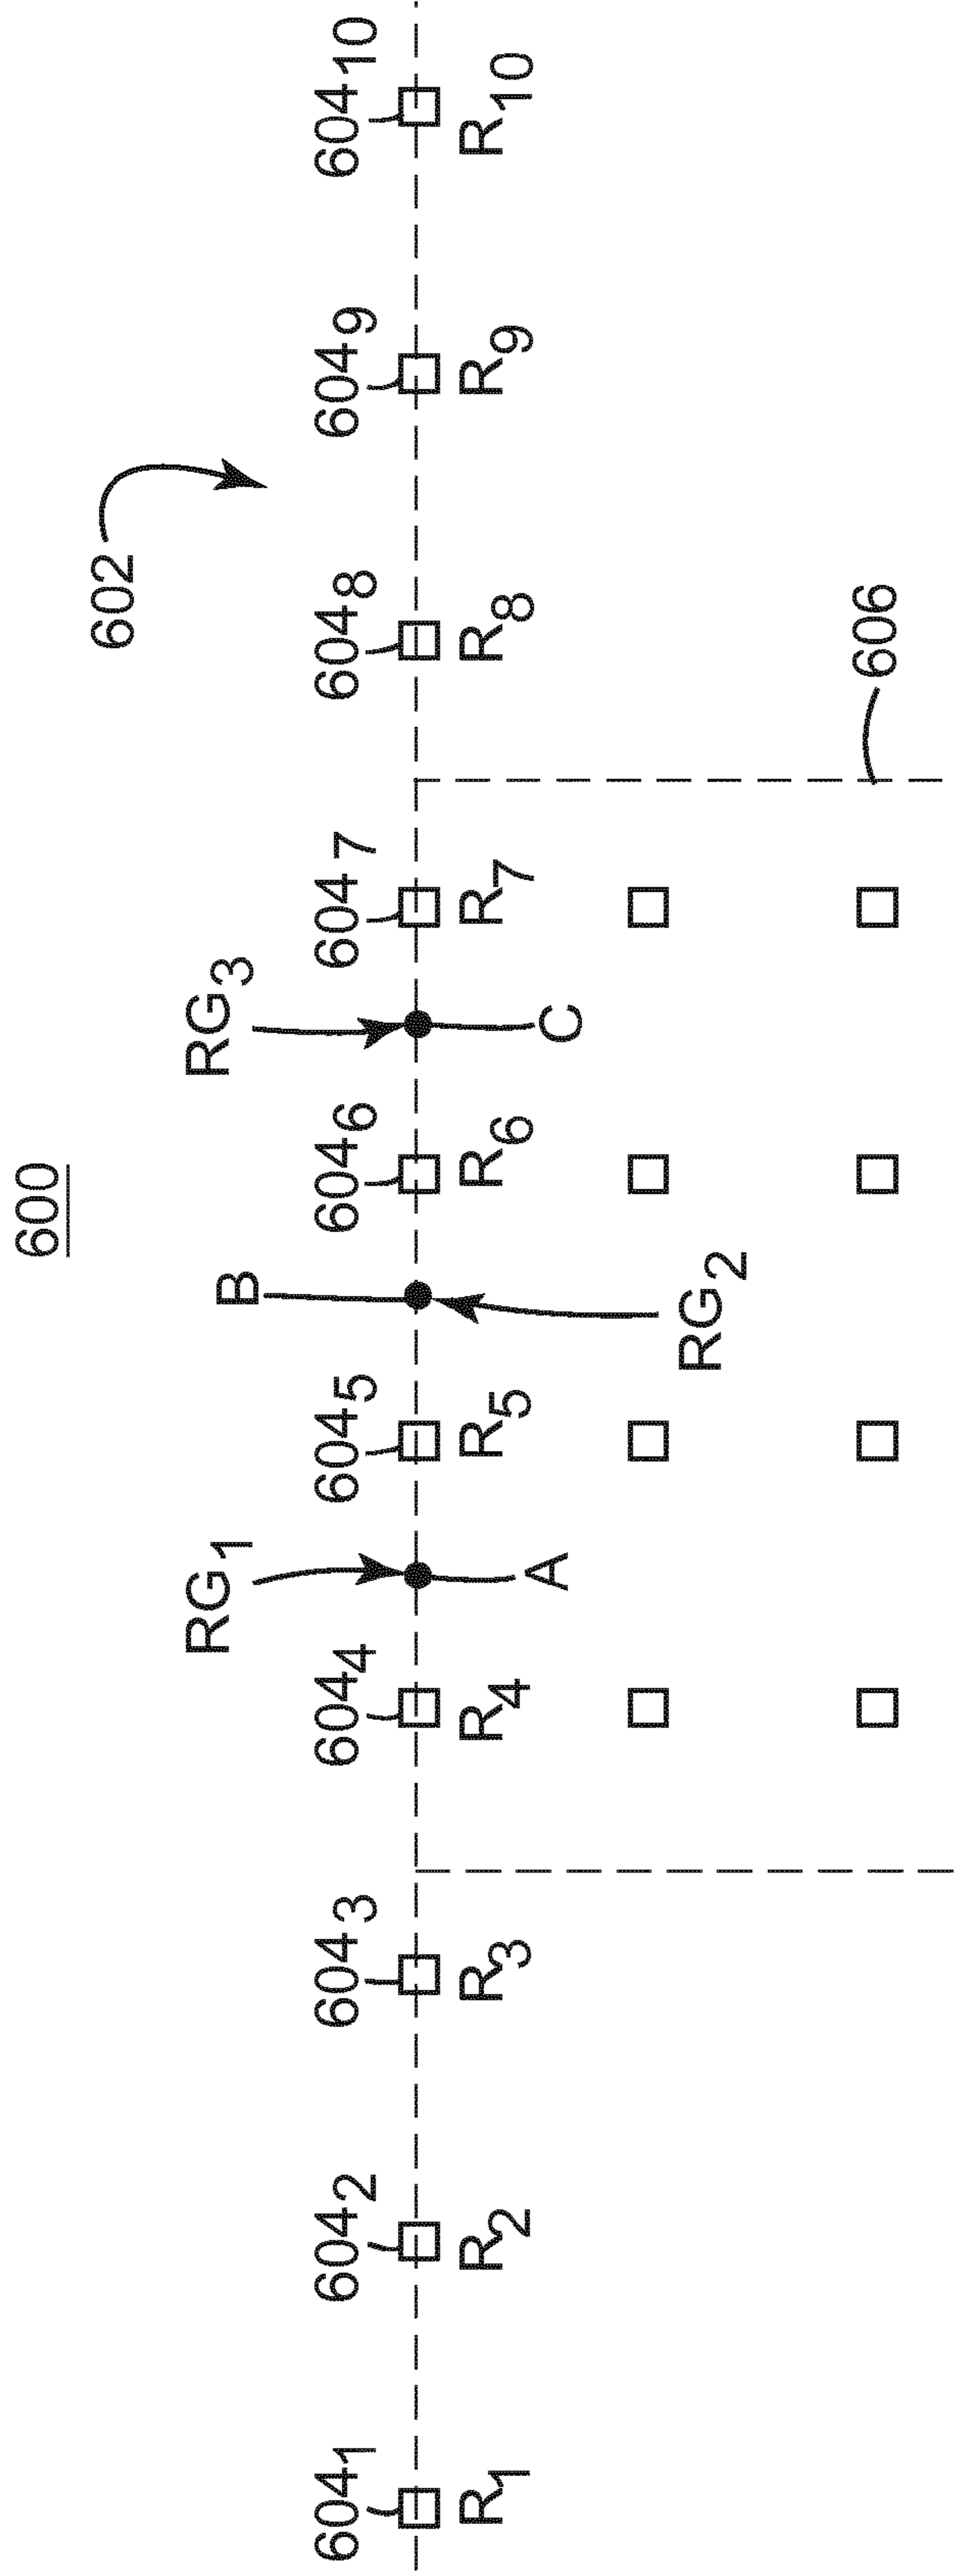 600
602
RG₁
B
RG₃
604₁ 604₂ 604₃ 604₄ 604₅ 604₆ 604₇ 604₈ 604₉ 604₁₀
R₁ R₂ R₃ R₄ R₅ R₆ R₇ R₈ R₉ R₁₀
A
C
RG₂
606